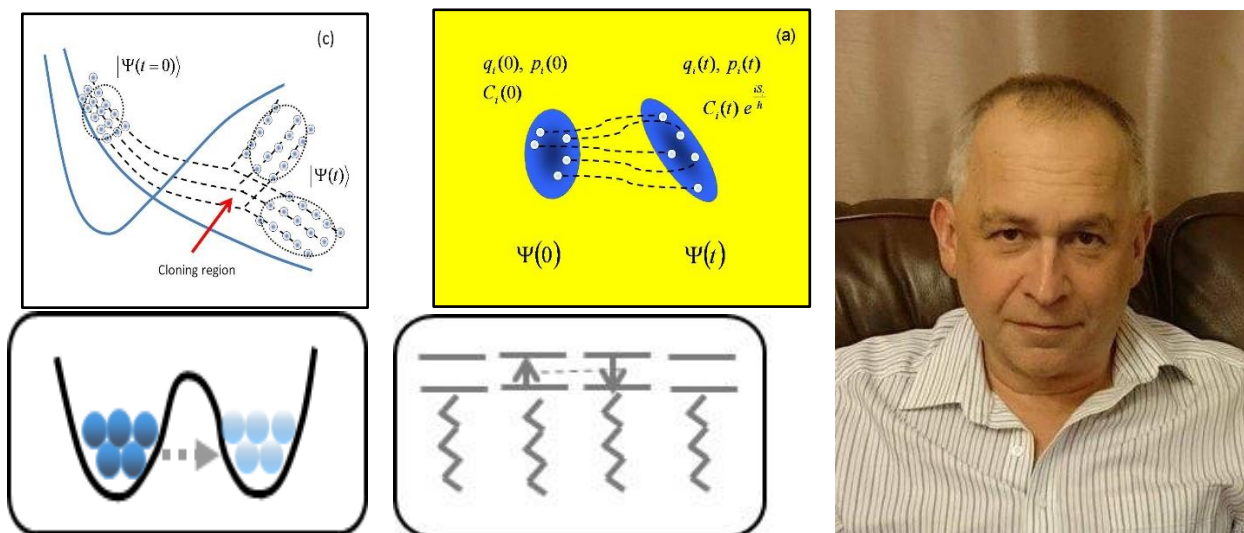 (c)
|Ψ(t=0)⟩
|Ψ(t)⟩
Cloning region
(a)
q_i(0), p_i(0)
C_i(0)
q_i(t), p_i(t)
C_i(t) e^{iS_i/ħ}
Ψ(0)
Ψ(t)